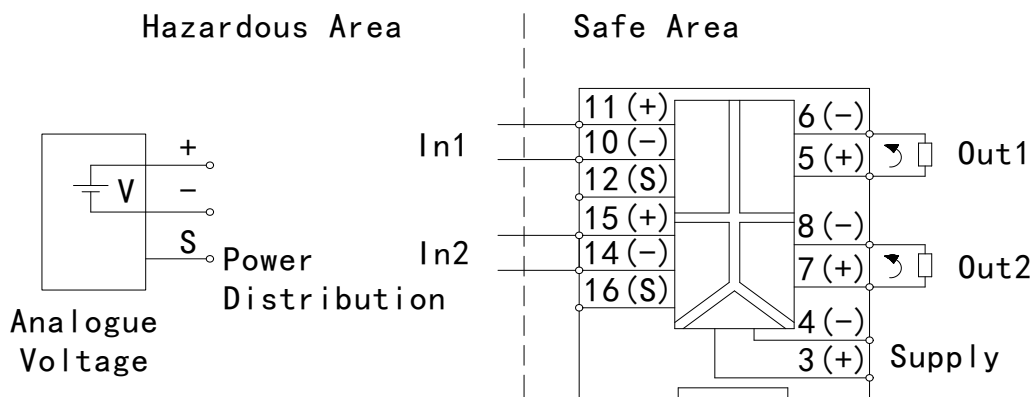 Hazardous Area
Safe Area
+
V
−
S
Power
Distribution
Analogue
Voltage
In1
In2
11(+)
10(−)
12(S)
15(+)
14(−)
16(S)
6(−)
5(+)
8(−)
7(+)
4(−)
3(+)
Out1
Out2
Supply